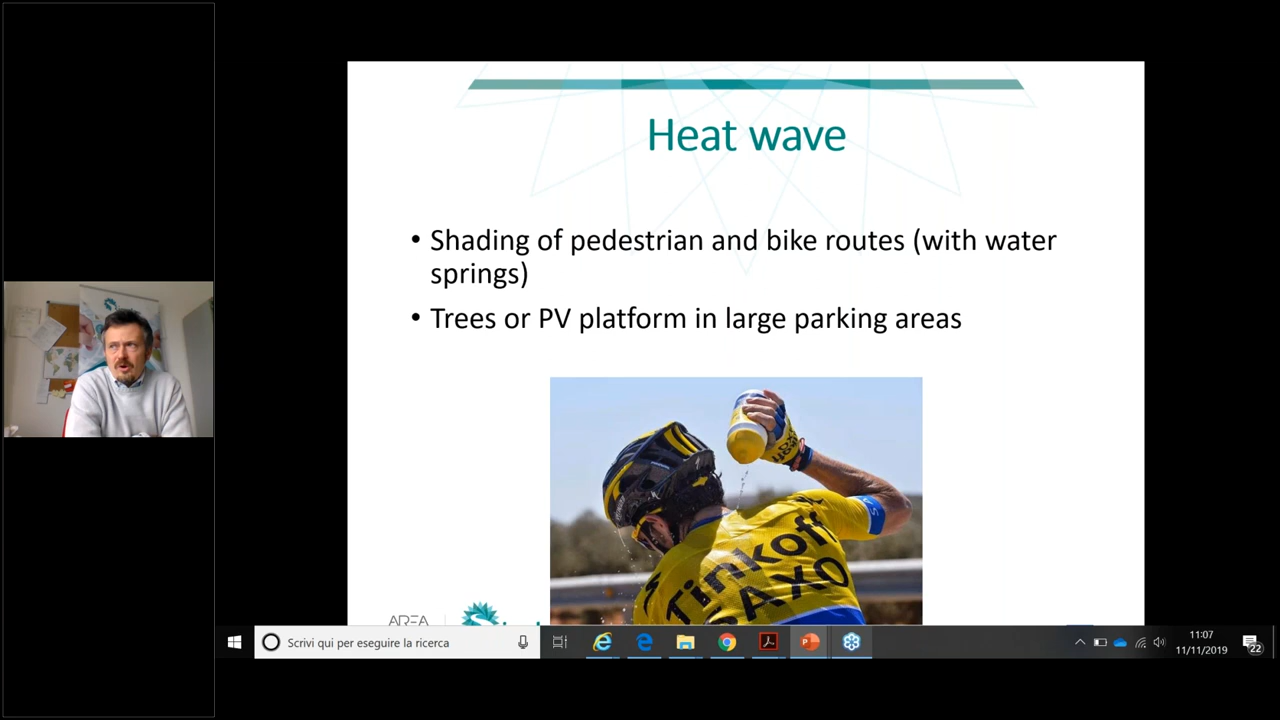 Heat wave
• Shading of pedestrian and bike routes (with water
springs)
• Trees or PV platform in large parking areas
Tinkoff
SAXO
AREA
Scrivi qui per eseguire la ricerca
11:07
11/11/2019
22